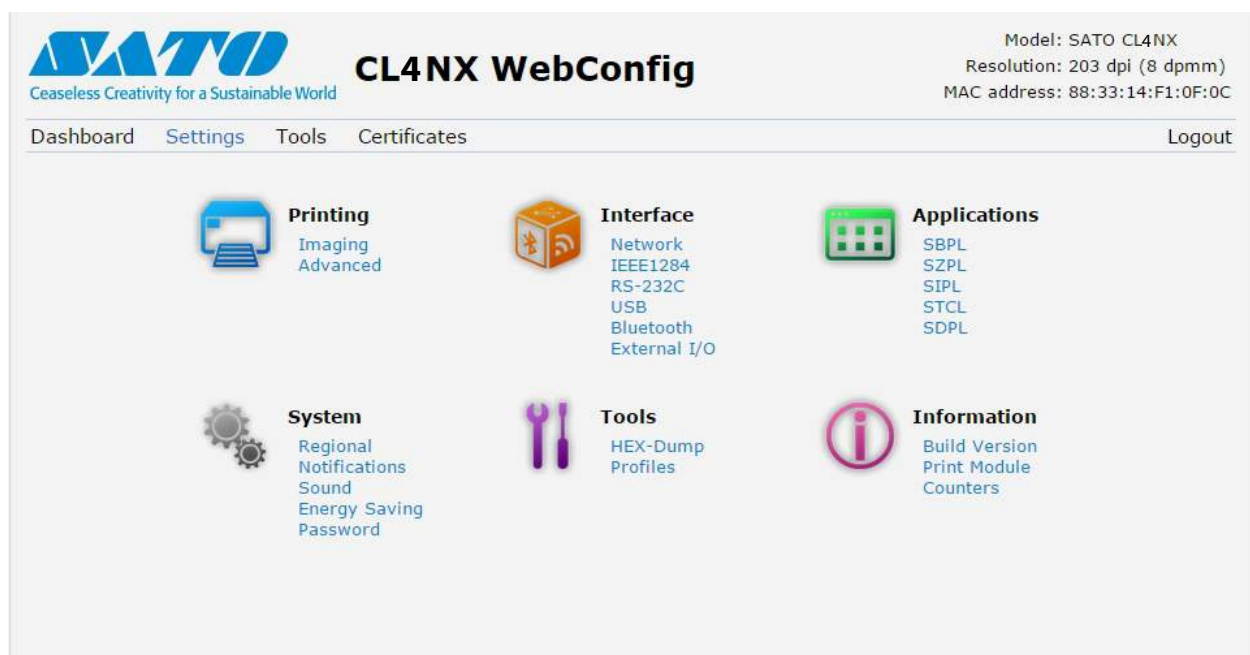 SATO
Ceaseless Creativity for a Sustainable World
CL4NX WebConfig
Model: SATO CL4NX
Resolution: 203 dpi (8 dpmm)
MAC address: 88:33:14:F1:0F:0C
Dashboard Settings Tools Certificates Logout
Printing
Imaging
Advanced
Interface
Network
IEEE1284
RS-232C
USB
Bluetooth
External I/O
Applications
SBPL
SZPL
SIPL
STCL
SDPL
System
Regional
Notifications
Sound
Energy Saving
Password
Tools
HEX-Dump
Profiles
Information
Build Version
Print Module
Counters